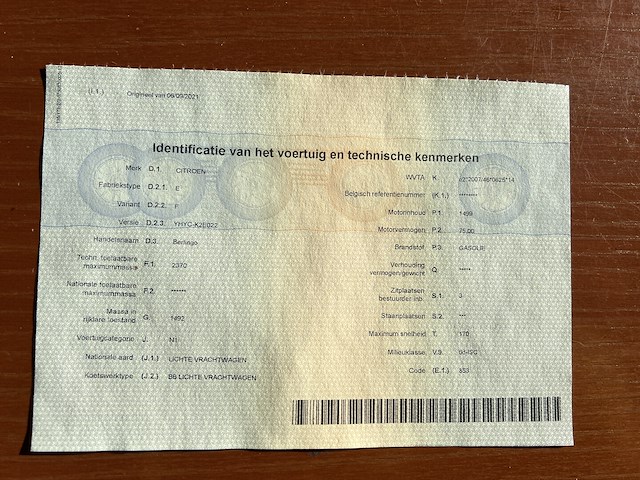 (I.1.) Origineel van 06/09/2021
Identificatie van het voertuig en technische kenmerken
Merk D.1. CITROEN
Fabriekstype D.2.1. E
Variant D.2.2. F
Versie D.2.3.
Handelsnaam D.3. Berlingo
Techn. toelaatbare maximummassa F.1. 2370
Nationale toelaatbare maximummassa F.2. ******
Massa in rijklare toestand G. 1492
Voertuigcategorie J. N1
Nationale aard (J.1.) LICHTE VRACHTWAGEN
Koetswerktype (J.2.) BB LICHTE VRACHTWAGEN
WVTA K.
Belgisch referentienummer (K.1.) ********
Motorinhoud P.1. 1499
Motorvermogen P.2. 75.00
Brandstof P.3.
Verhouding vermogen/gewicht Q. *****
Zitplaatsen bestuurder inb. S.1. 3
Staanplaatsen S.2. ***
Maximum snelheid T. 170
Milieuklasse V.9.
Code (E.1.) 853